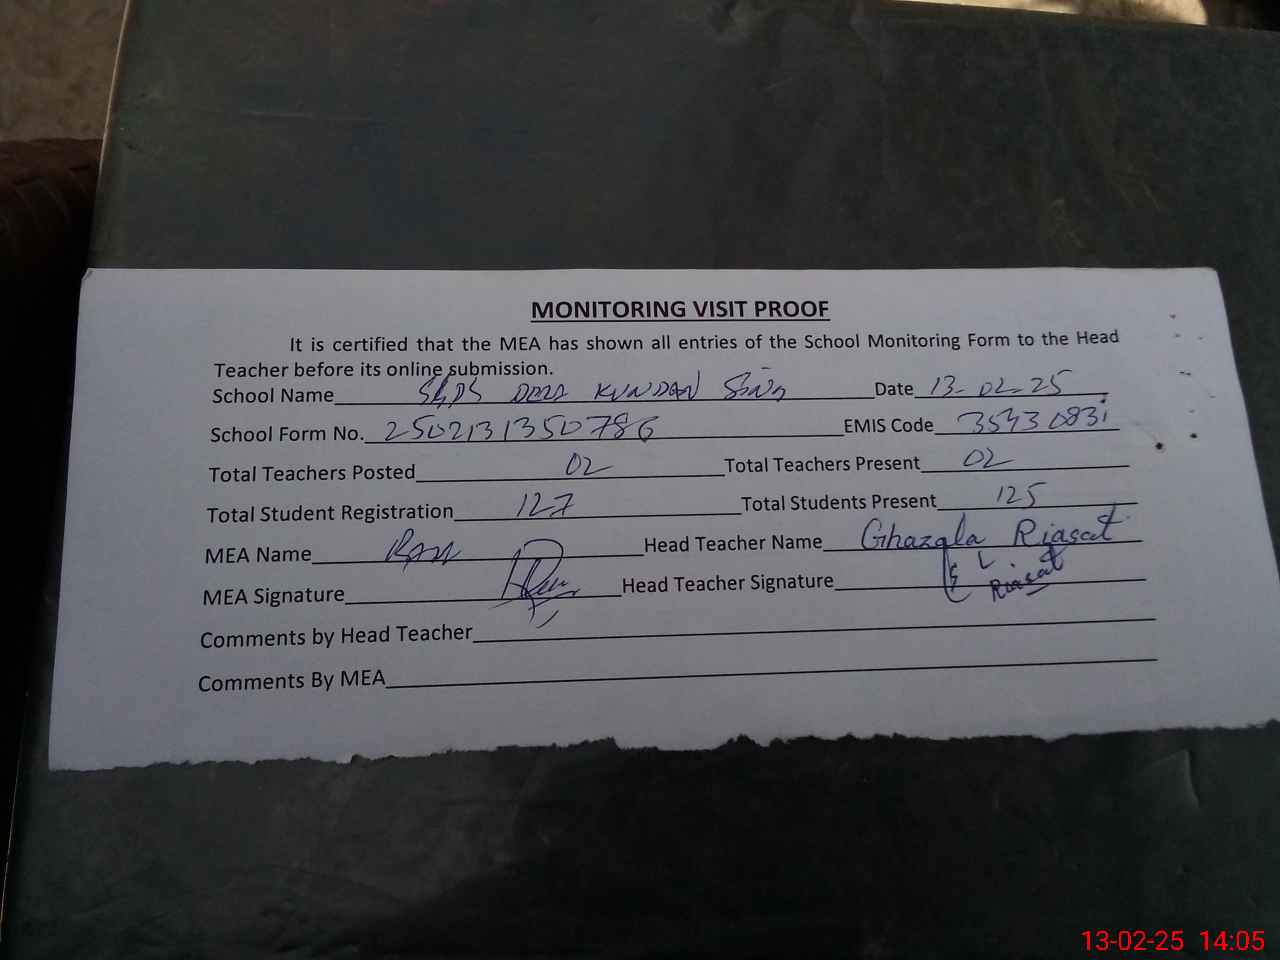 MONITORING VISIT PROOF
It is certified that the MEA has shown all entries of the School Monitoring Form to the Head
Teacher before its online submission.
School Name DERA KUNDAN Date 13-02-25
School Form No. 2502131350786 EMIS Code
Total Teachers Posted 02 Total Teachers Present 02
Total Student Registration 127 Total Students Present 125
MEA Name Head Teacher Name Ghazala Riasat
MEA Signature Head Teacher Signature Riasat
Comments by Head Teacher
Comments By MEA
13-02-25 14:05